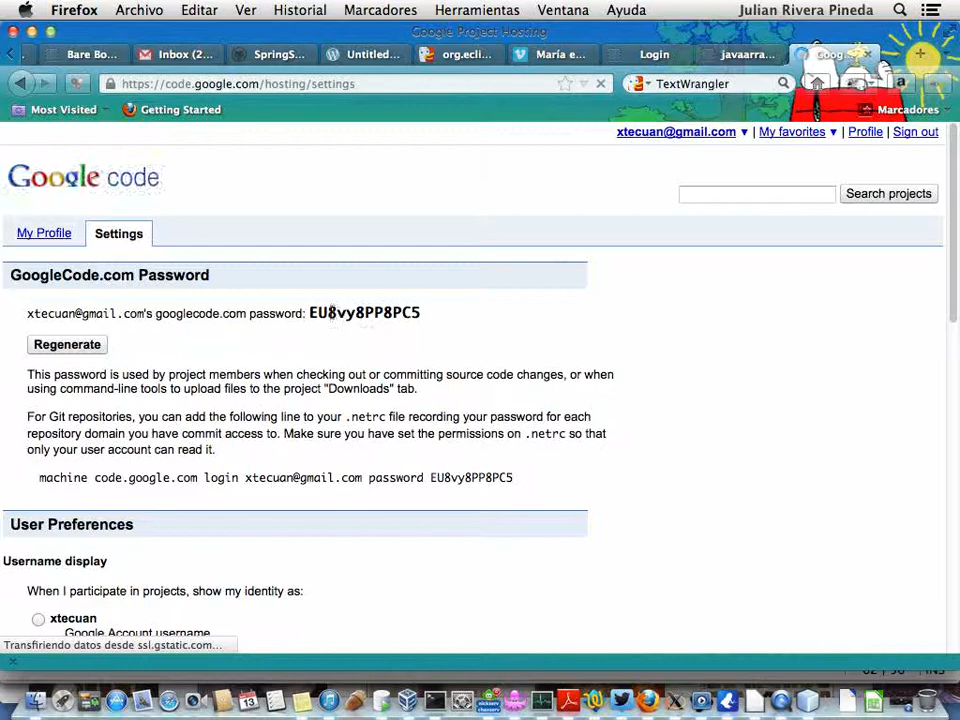 Firefox Archivo Editar Ver Historial Marcadores Herramientas Ventana Ayuda Julian Rivera Pineda
Google Project Hosting
Bare Bo... Inbox (2... SpringS... Untitled... org.ecli... María e... Login javaarra... Goog...
https://code.google.com/hosting/settings TextWrangler
Most Visited Getting Started Marcadores
xtecuan@gmail.com ▼ | My favorites ▼ | Profile | Sign out
Google code
Search projects
My Profile Settings
GoogleCode.com Password
xtecuan@gmail.com's googlecode.com password: EU8vy8PP8PC5
Regenerate
This password is used by project members when checking out or committing source code changes, or when
using command-line tools to upload files to the project "Downloads" tab.
For Git repositories, you can add the following line to your .netrc file recording your password for each
repository domain you have commit access to. Make sure you have set the permissions on .netrc so that
only your user account can read it.
machine code.google.com login xtecuan@gmail.com password EU8vy8PP8PC5
User Preferences
Username display
When I participate in projects, show my identity as:
xtecuan
Google Account username
Transfiriendo datos desde ssl.gstatic.com...